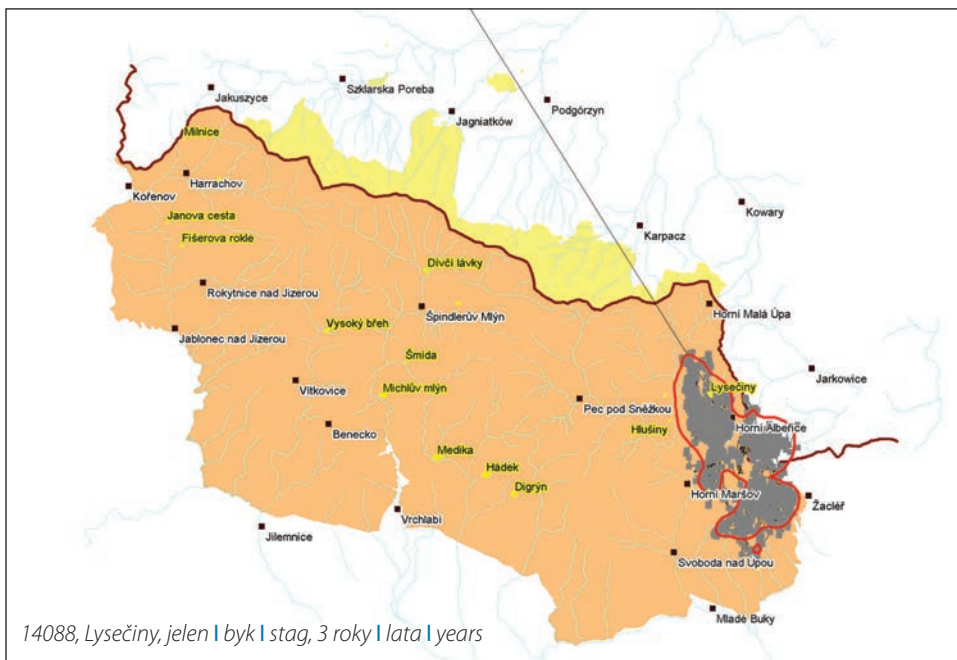 Szklarska Poreba
Jakuszyce
Podgórzyn
Jagniatków
Milnice
Harrachov
Kořenov
Kowary
Janova cesta
Karpacz
Fišerova rokle
Dívčí lávky
Rokytnice nad Jizerou
Špindlerův Mlýn
Horní Malá Úpa
Vysoký břeh
Jablonec nad Jizerou
Šmída
Jarkowice
Vítkovice
Michlův mlýn
Lysečiny
Pec pod Sněžkou
Horní Albeřice
Benecko
Hlušiny
Medika
Hádek
Horní Maršov
Digrýn
Žacléř
Vrchlabí
Jilemnice
Svoboda nad Úpou
Mladé Buky
14088, Lysečiny, jelen | byk | stag, 3 roky | lata | years